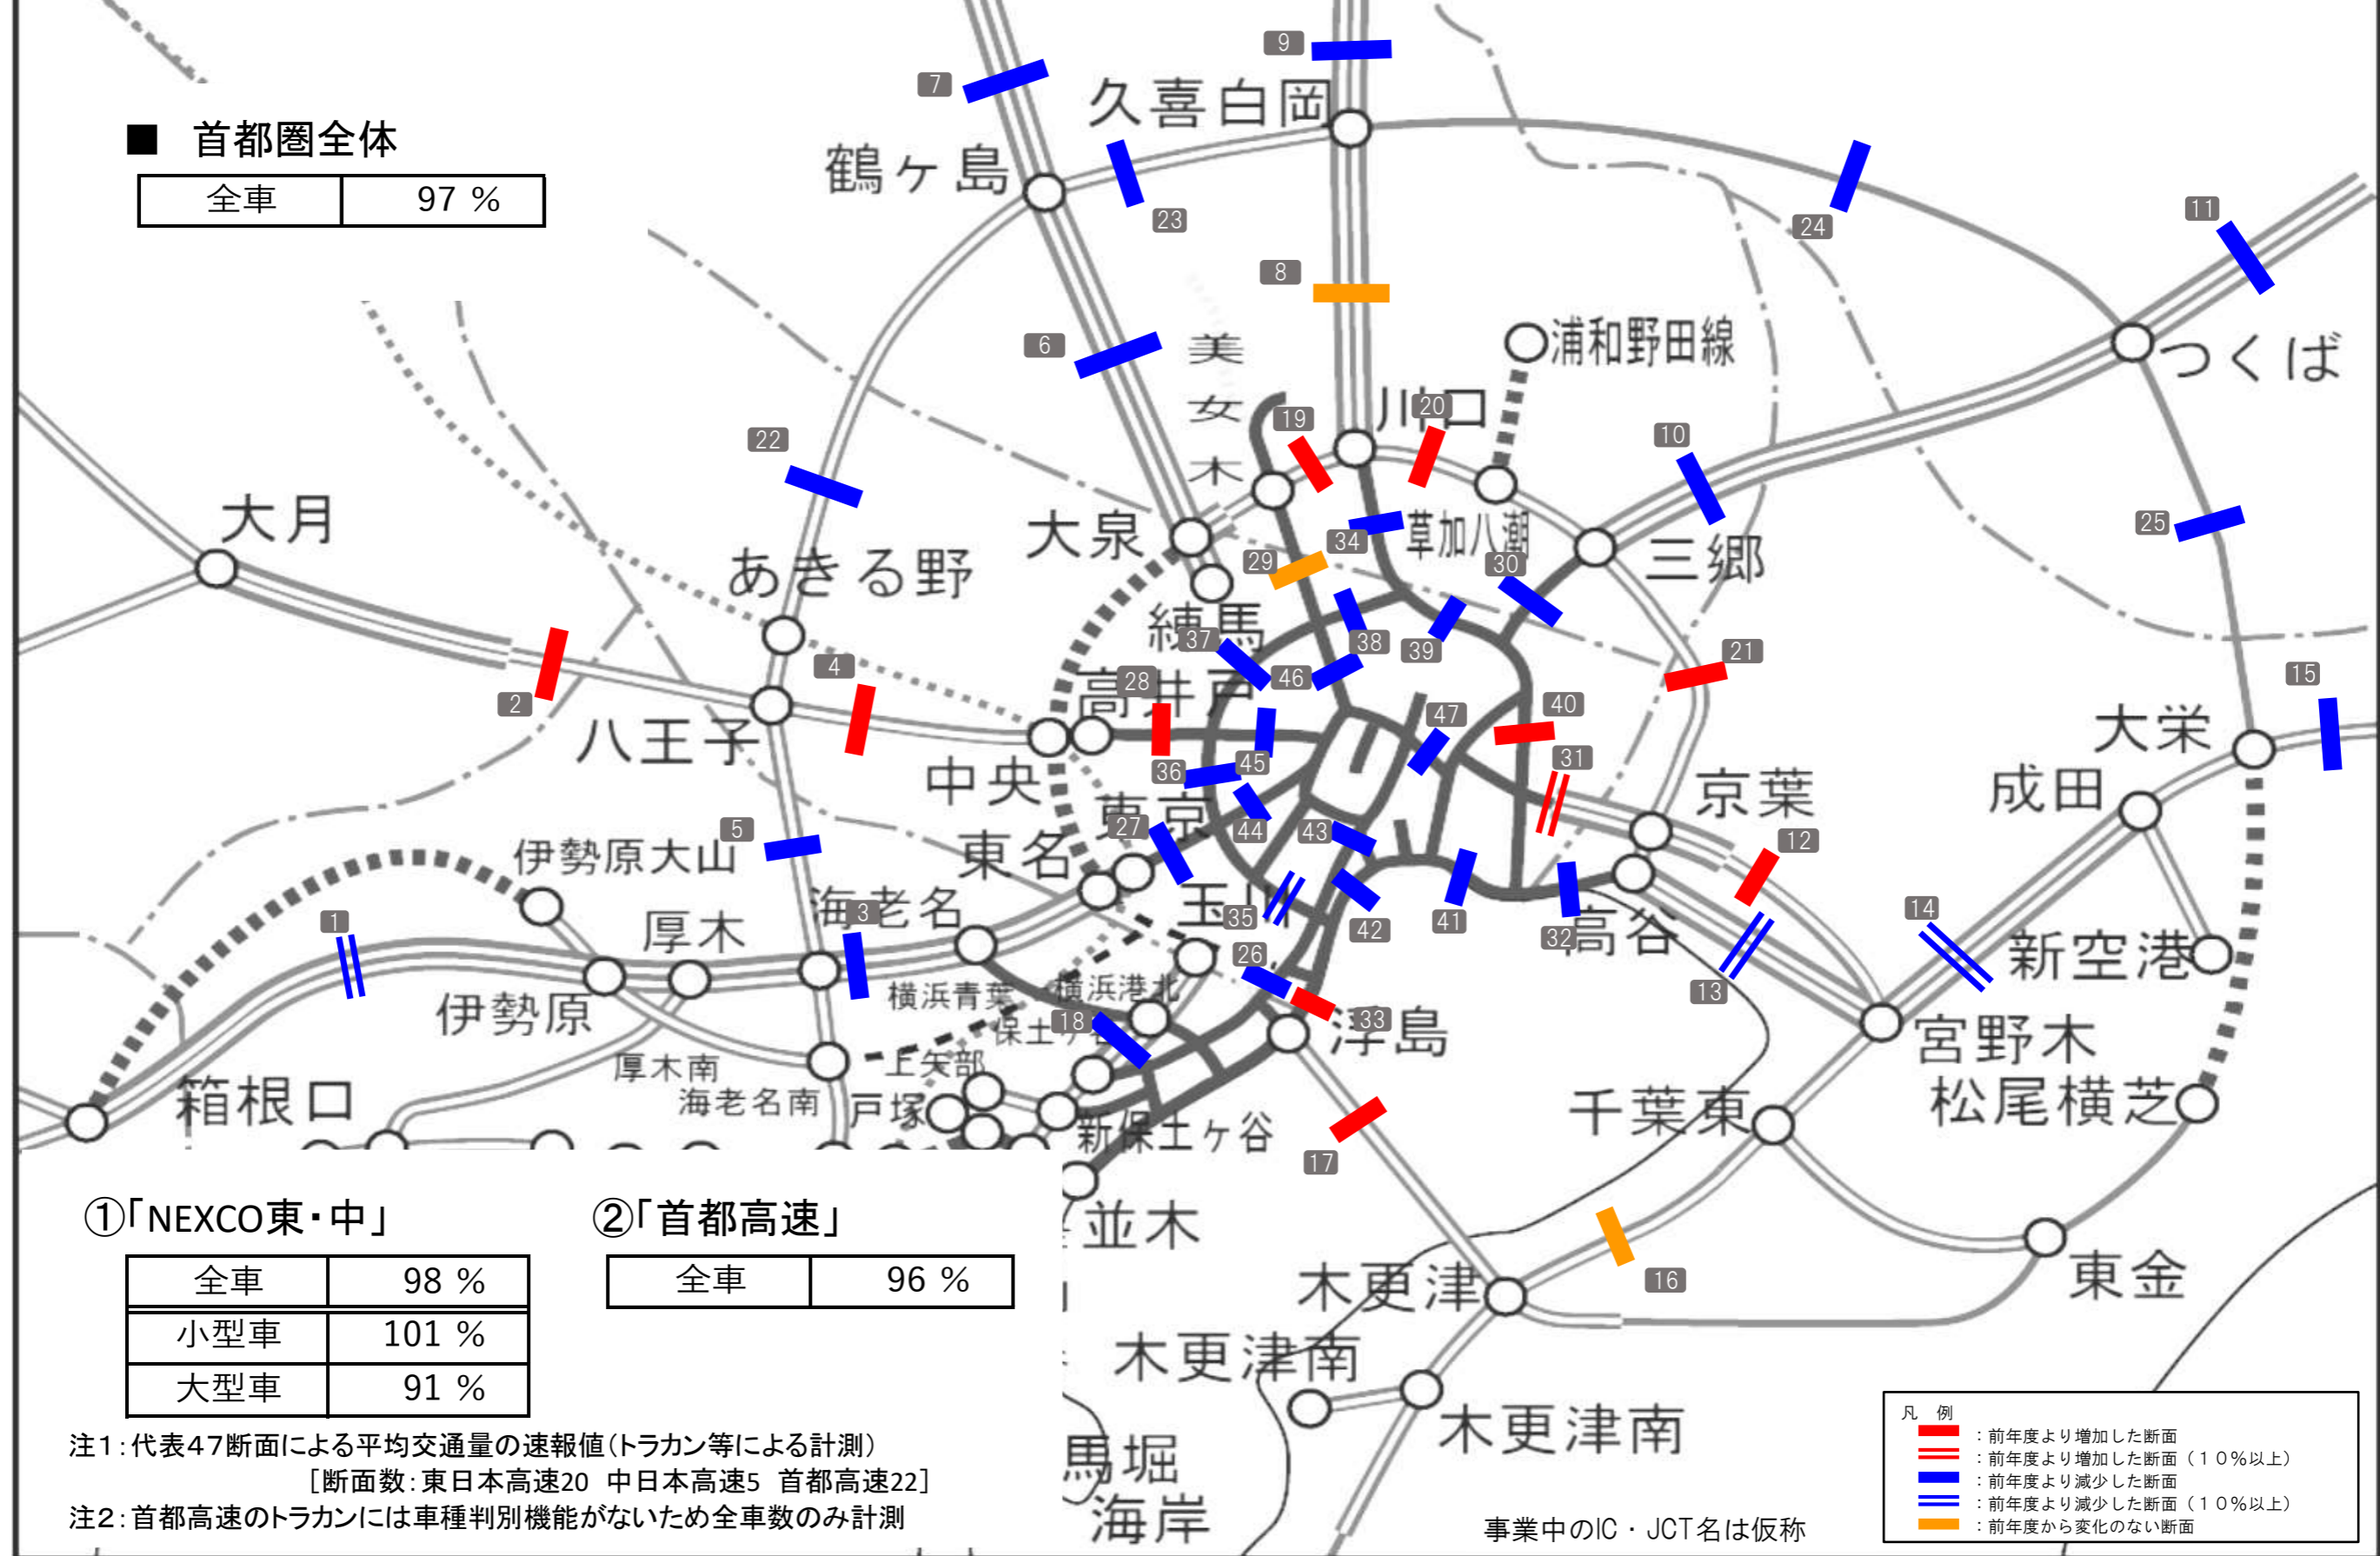 9
7
久喜白岡
■ 首都圏全体
全車 97 %
鶴ヶ島
23
24
11
8
6
美女木
浦和野田線
つくば
19
川口
20
22
10
大月
大泉
34
草加八潮
25
あきる野
29
30
三郷
練馬
37
38
39
21
4
28
高井戸
46
15
2
47
40
大栄
八王子
45
31
中央
36
京葉
成田
東京
5
27
44
43
12
伊勢原大山
東名
玉川
1
厚木
海老名
3
35
42
41
32
高谷
14
新空港
26
13
横浜青葉
横浜港北
伊勢原
18
保土ヶ谷
33
浮島
宮野木
厚木南
上矢部
箱根口
海老名南
戸塚
千葉東
松尾横芝
新保土ヶ谷
17
①「NEXCO東・中」
②「首都高速」
並木
全車 98 %
小型車 101 %
大型車 91 %
全車 96 %
16
木更津
東金
木更津南
木更津南
馬堀
海岸
注1：代表47断面による平均交通量の速報値（トラカン等による計測）
［断面数：東日本高速20 中日本高速5 首都高速22］
注2：首都高速のトラカンには車種判別機能がないため全車数のみ計測
事業中のIC・JCT名は仮称
凡 例
：前年度より増加した断面
：前年度より増加した断面（１０％以上）
：前年度より減少した断面
：前年度より減少した断面（１０％以上）
：前年度から変化のない断面